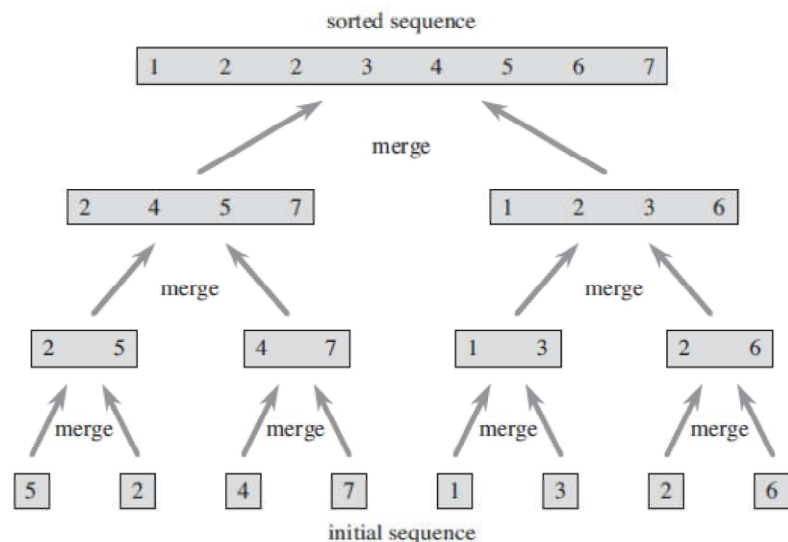 sorted sequence
1 2 2 3 4 5 6 7
merge
2 4 5 7 1 2 3 6
merge merge
2 5 4 7 1 3 2 6
merge merge merge merge
5 2 4 7 1 3 2 6
initial sequence